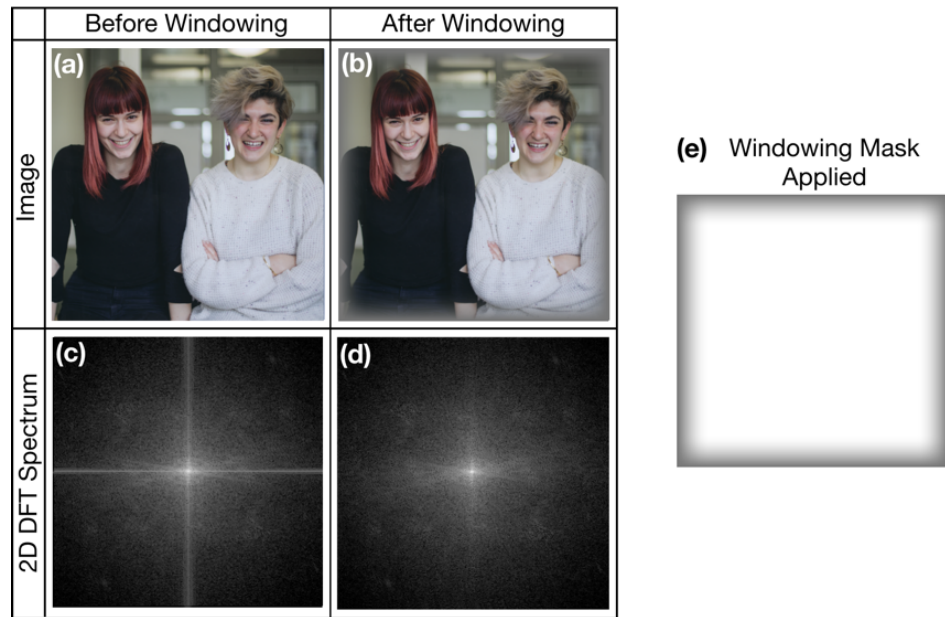 Before Windowing
After Windowing
Image
(a)
(b)
2D DFT Spectrum
(c)
(d)
(e) Windowing Mask
Applied